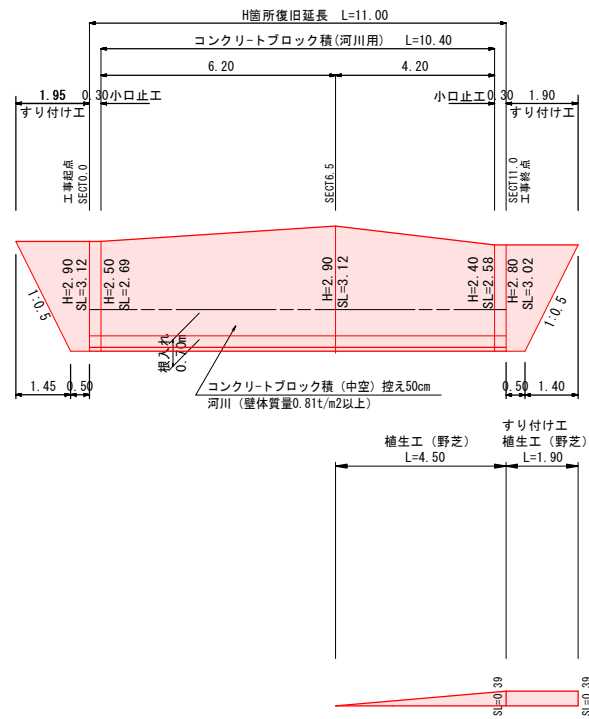 H箇所復旧延長 L=11.00
コンクリートブロック積(河川用) L=10.40
6.20
4.20
1.95
0.30
小口止工
すり付け工
小口止工
0.30
1.90
すり付け工
工事起点
SECT0.0
SECT6.5
SECT11.0
工事終点
H=2.90
SL=3.12
H=2.50
SL=2.69
H=2.90
SL=3.12
H=2.40
SL=2.58
H=2.80
SL=3.02
1:0.5
1:0.5
根入れ
0.70m
1.45
0.50
コンクリートブロック積（中空）控え50cm
河川（壁体質量0.81t/m2以上）
0.50
1.40
植生工（野芝）
L=4.50
すり付け工
植生工（野芝）
L=1.90
SL=0.39
SL=0.39